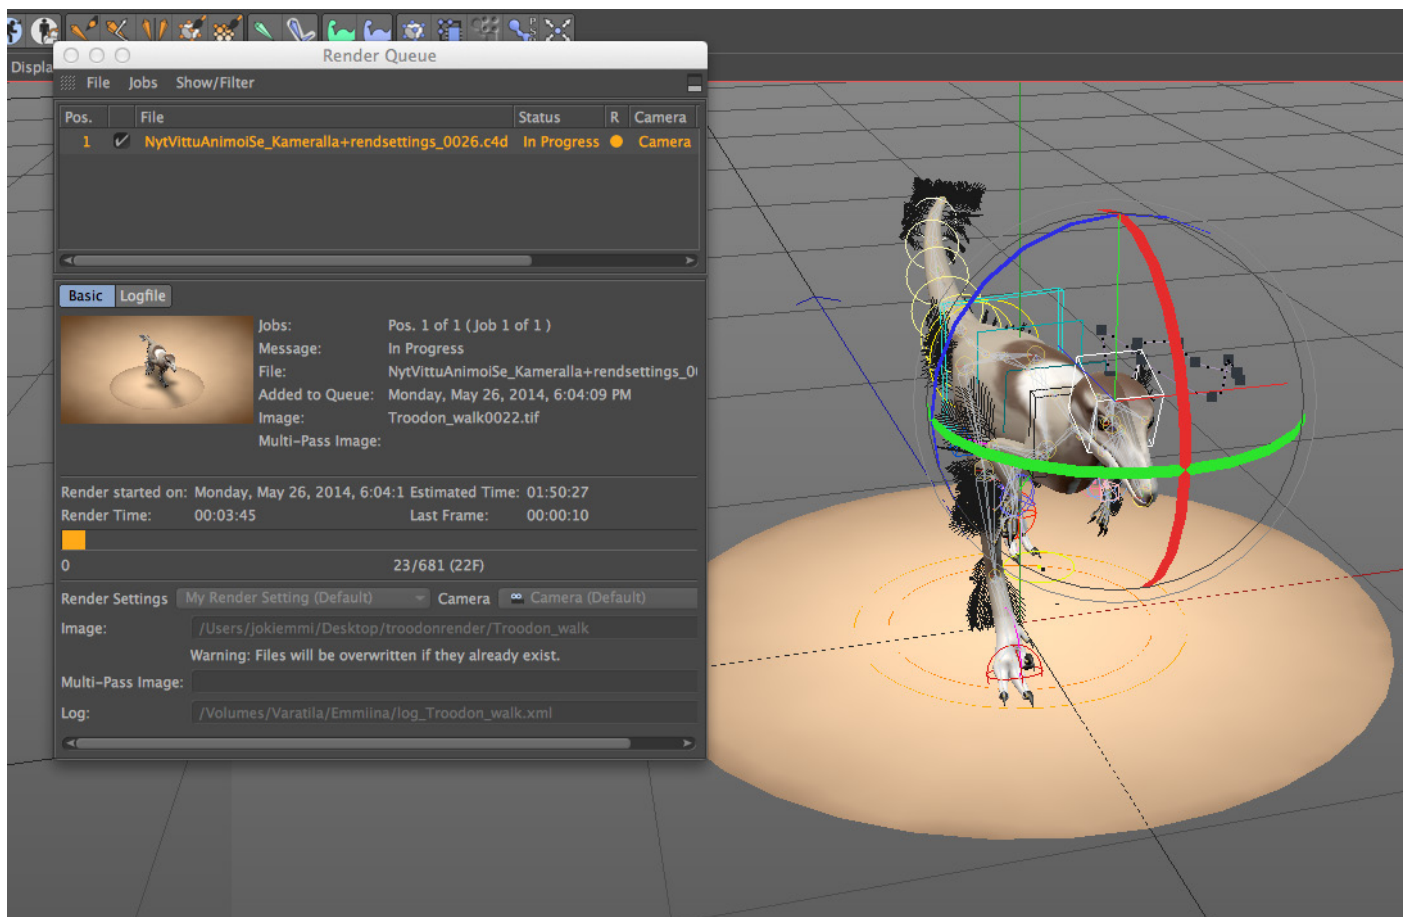 Displa
Render Queue
File Jobs Show/Filter
Pos. File Status R Camera
1 NytVittuAnimoiSe_Kameralla+rendsettings_0026.c4d In Progress Camera
Basic Logfile
Jobs: Pos. 1 of 1 ( Job 1 of 1 )
Message: In Progress
File: NytVittuAnimoiSe_Kameralla+rendsettings_0
Added to Queue: Monday, May 26, 2014, 6:04:09 PM
Image: Troodon_walk0022.tif
Multi-Pass Image:
Render started on: Monday, May 26, 2014, 6:04:1 Estimated Time: 01:50:27
Render Time: 00:03:45 Last Frame: 00:00:10
0 23/681 (22F)
Render Settings My Render Setting (Default) Camera Camera (Default)
Image: /Users/jokiemmi/Desktop/troodonrender/Troodon_walk
Warning: Files will be overwritten if they already exist.
Multi-Pass Image:
Log: /Volumes/Varatila/Emmiina/log_Troodon_walk.xml